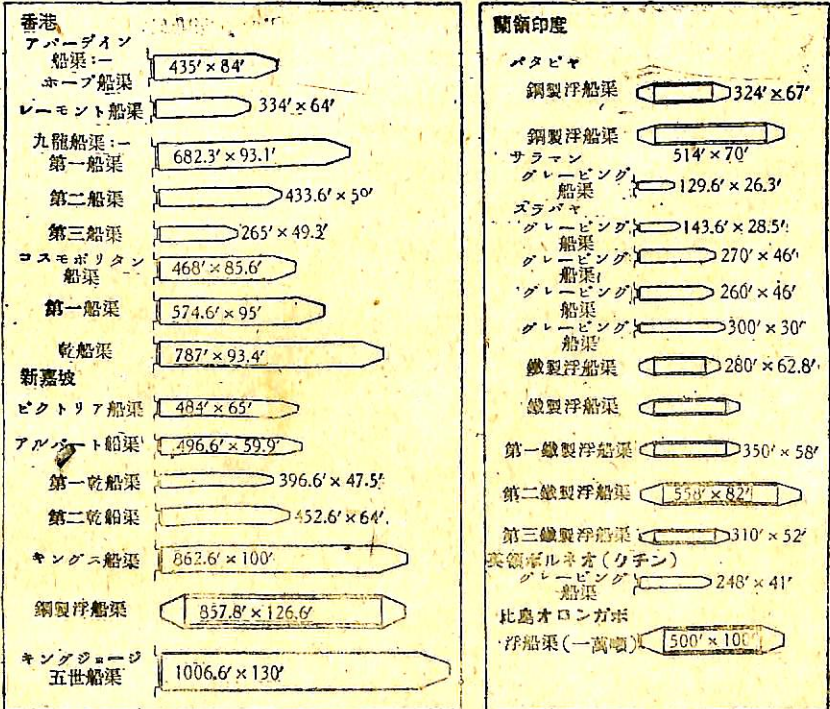 香港
アバーデイン
船渠:—
ホープ船渠 435′×84′
レーモント船渠 334′×64′
九龍船渠:—
第一船渠 682.3′×93.1′
第二船渠 433.6′×50′
第三船渠 265′×49.3′
コスモポリタン
船渠 468′×85.6′
第一船渠 574.6′×95′
乾船渠 787′×93.4′
新嘉坡
ビクトリア船渠 484′×65′
アルバート船渠 496.6′×59.9′
第一乾船渠 396.6′×47.5′
第二乾船渠 452.6′×64′
キングニ船渠 862.6′×100′
鋼製浮船渠 857.8′×126.6′
キングジョージ
五世船渠 1006.6′×130′
蘭領印度
バタビヤ
鋼製浮船渠 324′×67′
鋼製浮船渠
514′×70′
サラマン
グレービング
船渠 129.6′×26.3′
スラバヤ
グレービング
船渠 143.6′×28.5′
グレービング
船渠 270′×46′
グレービング
船渠 260′×46′
グレービング
船渠 300′×30′
鐵製浮船渠 280′×62.8′
鐵製浮船渠
第一鐵製浮船渠 350′×58′
第二鐵製浮船渠 558′×82′
第三鐵製浮船渠 310′×52′
英領ボルネオ(クチン)
グレービング
船渠 248′×41′
比島オロンガポ
浮船渠(一萬噸) 500′×100′